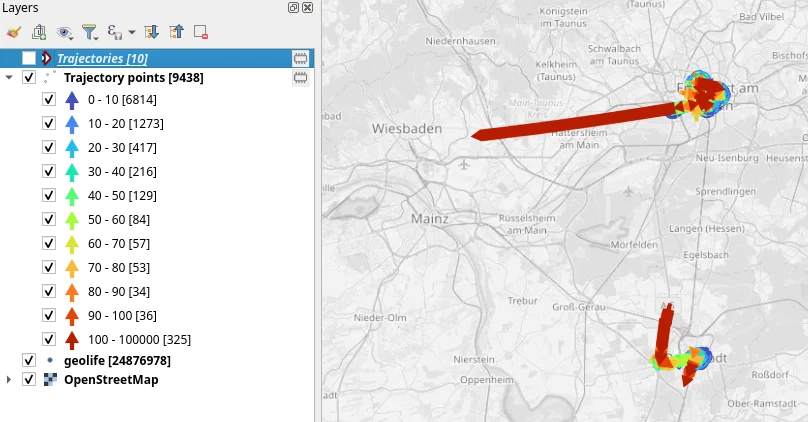 Layers
Trajectories [10]
Trajectory points [9438]
0 - 10 [6814]
10 - 20 [1273]
20 - 30 [417]
30 - 40 [216]
40 - 50 [129]
50 - 60 [84]
60 - 70 [57]
70 - 80 [53]
80 - 90 [34]
90 - 100 [36]
100 - 100000 [325]
geolife [24876978]
OpenStreetMap
Königstein
im Taunus
(Taunus)
Bad Vilbel
Niedernhausen
Schwalbach
am Taunus
Kelkheim
(Taunus)
Main-Taunus
Kreis
Wiesbaden
Hattersheim
am Main
am
Neu-Isenburg
Heusenst
Sprendlingen
Mainz
Rüsselsheim
am-Main
Langen (Hessen)
Mörfelden
Egelsbach
Trebur
Groß-Gerau
Nieder-Olm
Nierstein
Oppenheim
dt
Roßdorf
Ober-Ramstadt